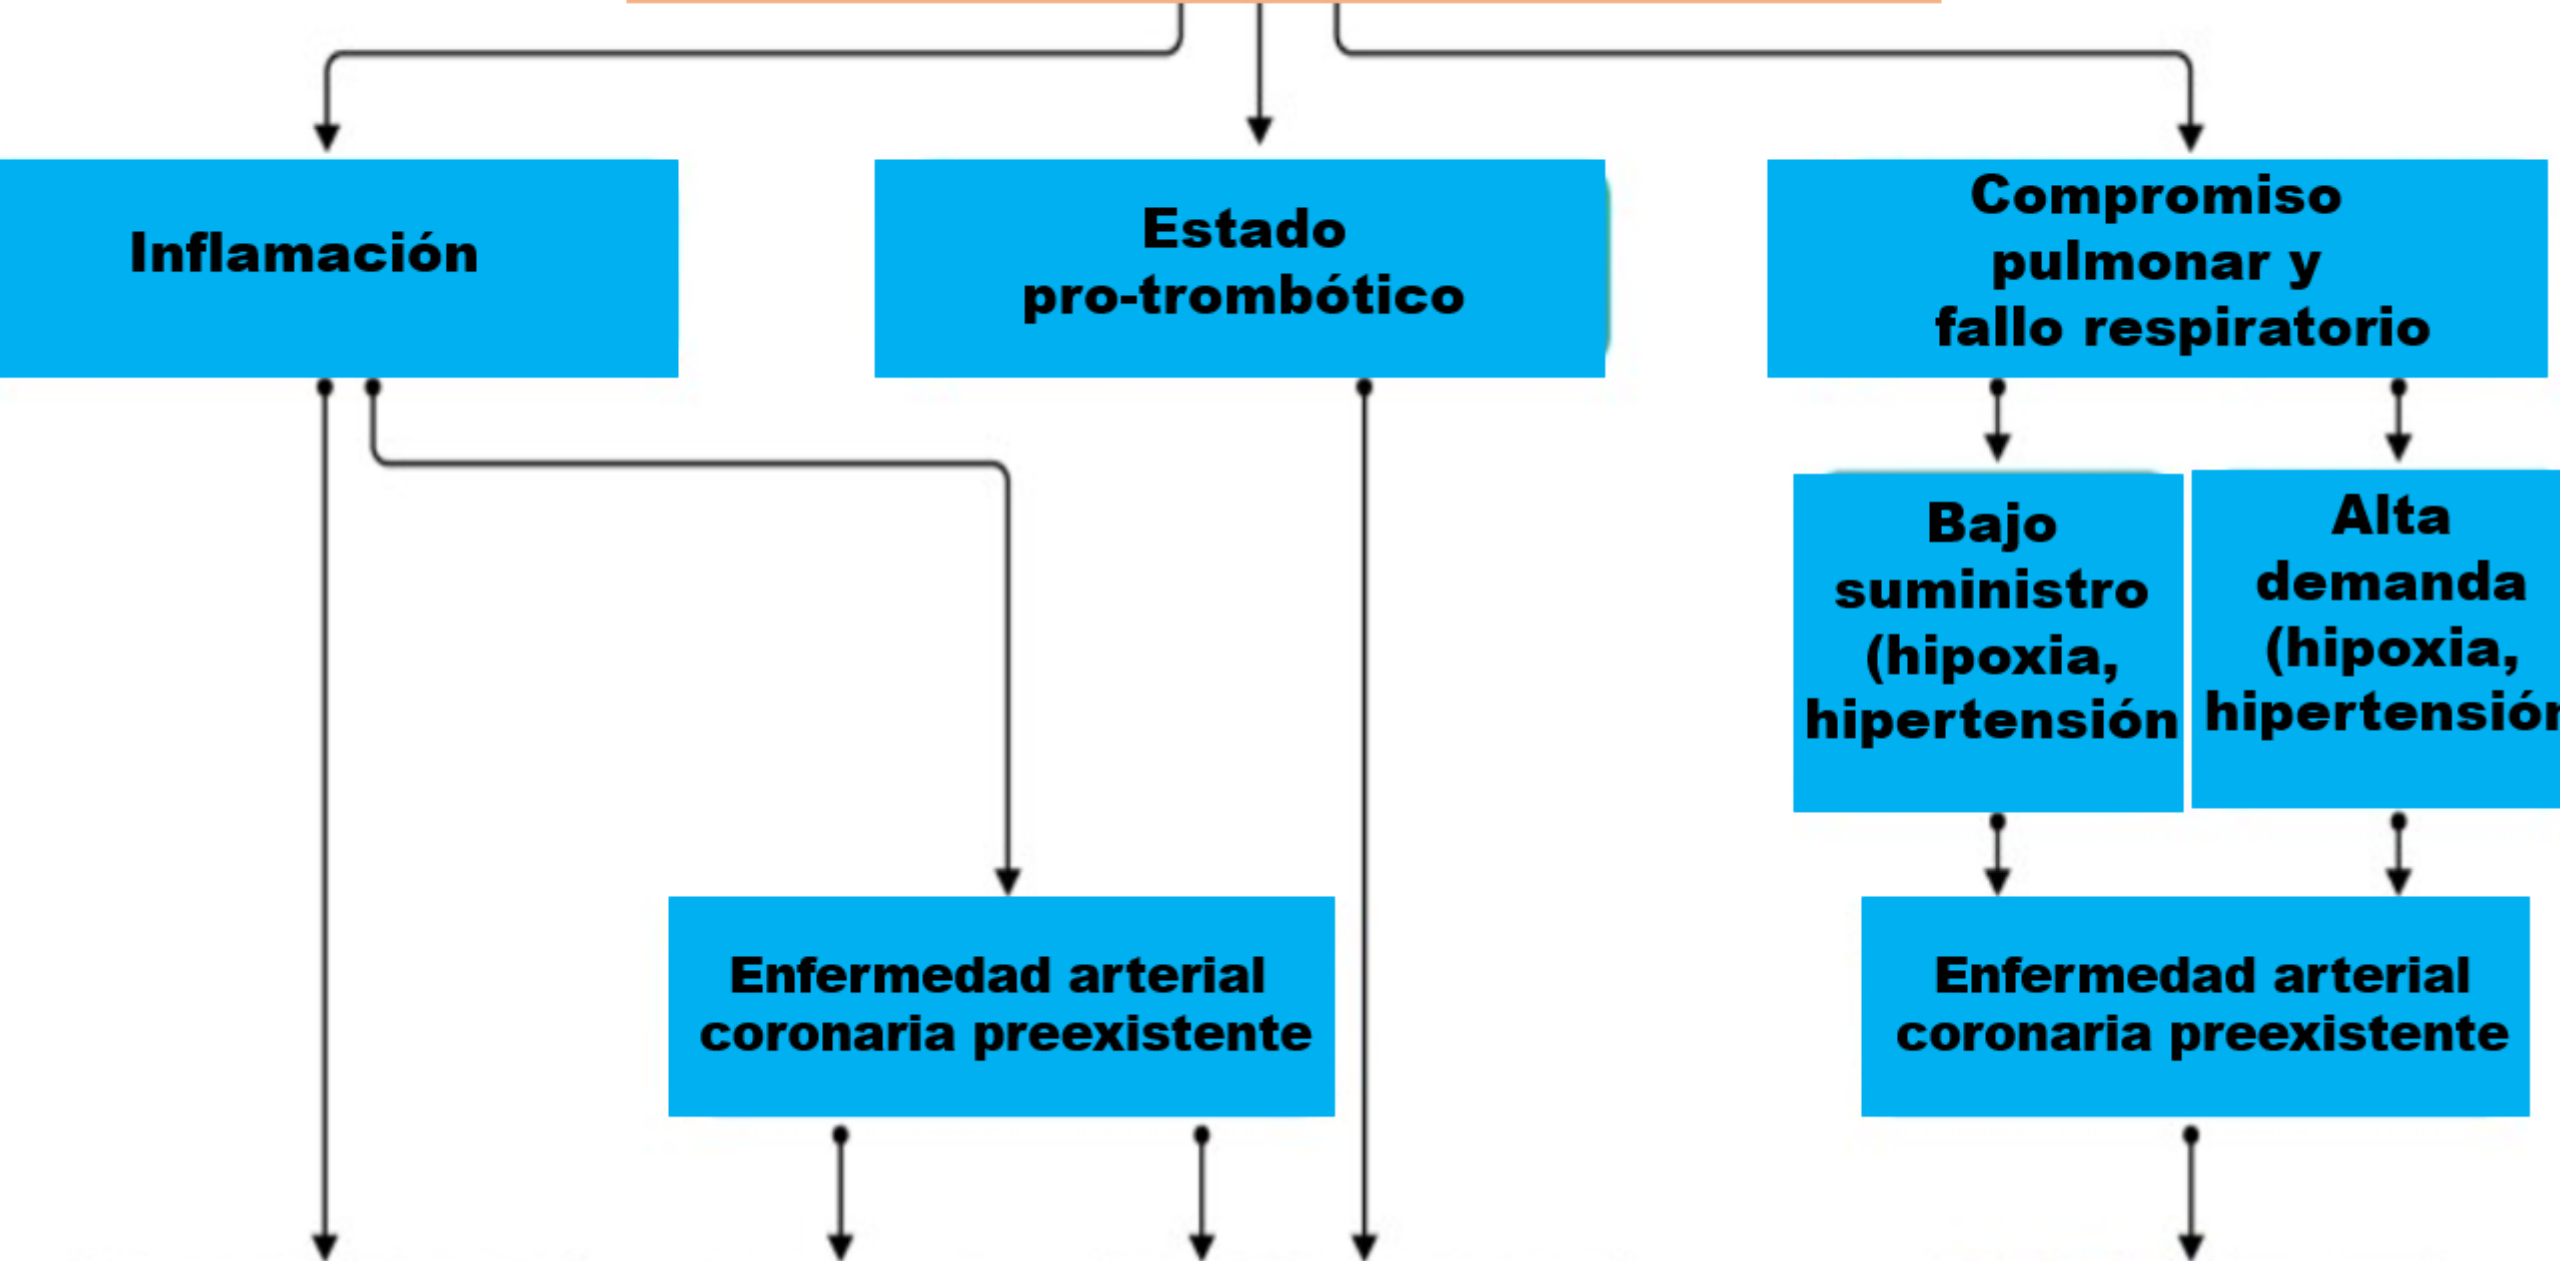 Inflamación
Estado
pro-trombótico
Compromiso
pulmonar y
fallo respiratorio
Bajo
suministro
(hipoxia,
hipertensión
Alta
demanda
(hipoxia,
hipertensión
Enfermedad arterial
coronaria preexistente
Enfermedad arterial
coronaria preexistente